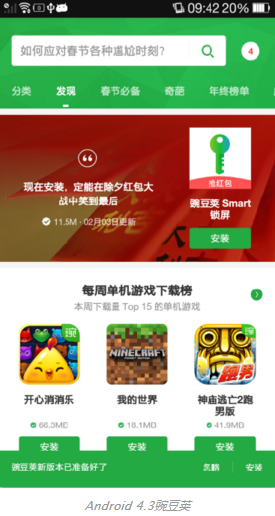 09:42 20%
如何应对春节各种尴尬时刻?
4
分类 发现 春节必备 奇葩 年终榜单
现在安装，定能在除夕红包大
战中笑到最后
11.5M · 02月03日更新
抢红包
豌豆荚 Smart
锁屏
安装
每周单机游戏下载榜
本周下载量 Top 15 的单机游戏
MINECRAFT
开心消消乐
我的世界
神庙逃亡2跑
男版
66.3MB
18.1MB
41.9MB
安装
安装
安装
豌豆荚新版本已准备好了
忽略
安装
Android 4.3豌豆荚